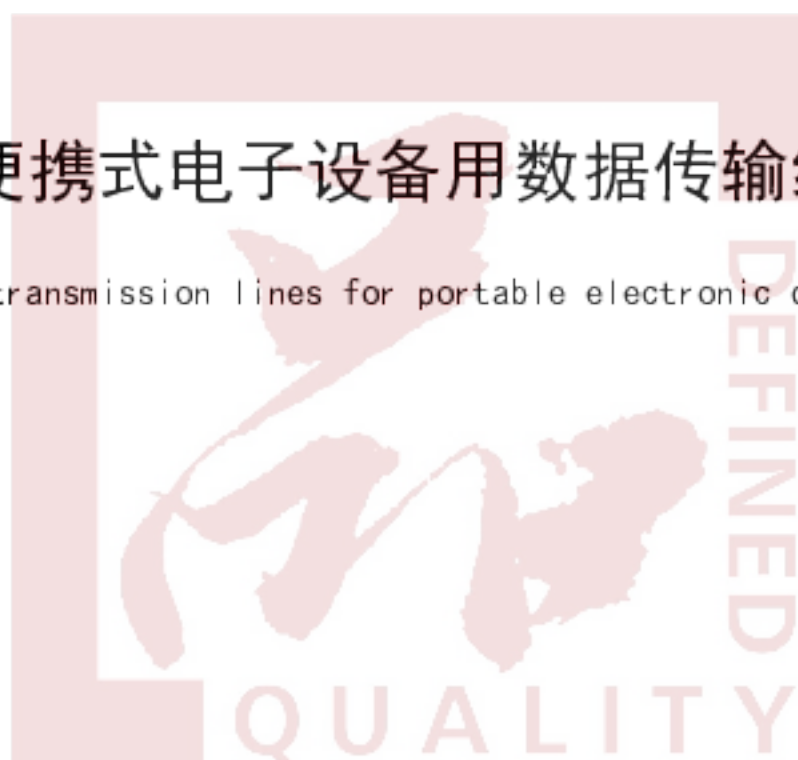 便携式电子设备用数据传输
transmission lines for portable electronic
DEFINED
QUALITY